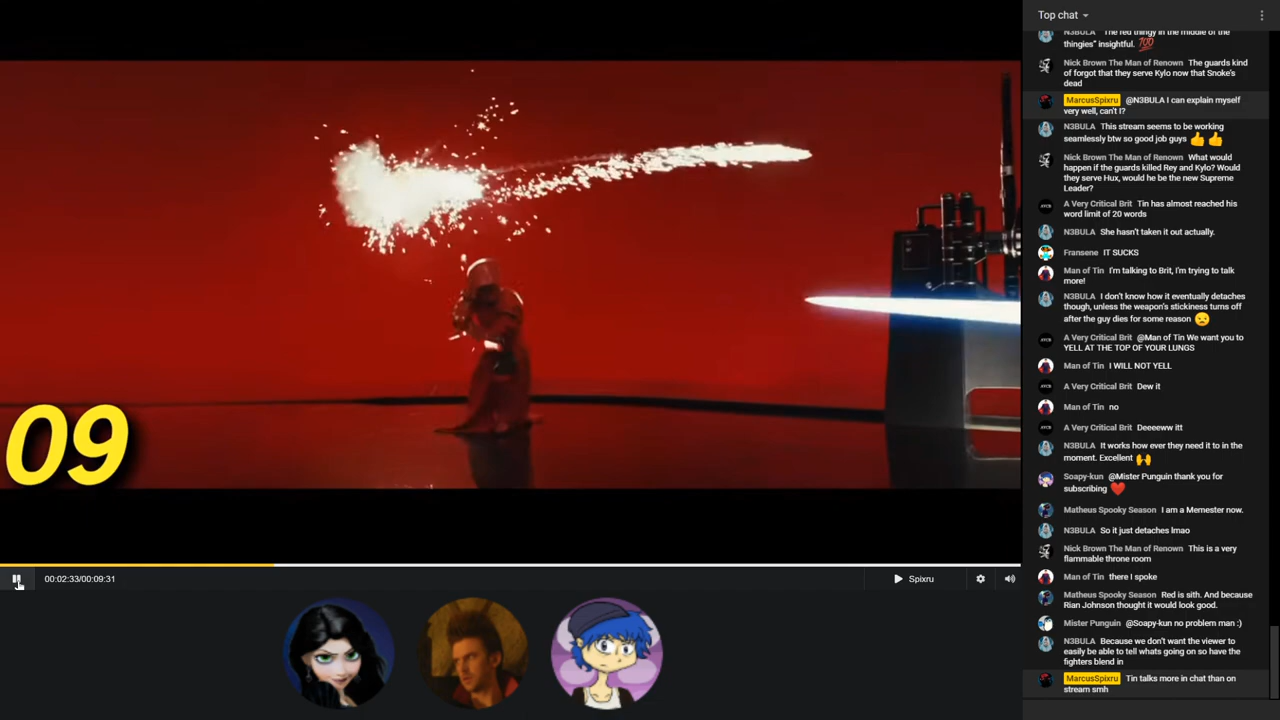 Top chat
N3BULA "The red thingy in the middle of the
thingies" insightful. 💯
Nick Brown The Man of Renown The guards kind
of forgot that they serve Kylo now that Snoke's
dead
MarcusSpixru @N3BULA I can explain myself
very well, can't I?
N3BULA This stream seems to be working
seamlessly btw so good job guys 👍 👍
Nick Brown The Man of Renown What would
happen if the guards killed Rey and Kylo? Would
they serve Hux, would he be the new Supreme
Leader?
AVCB
A Very Critical Brit Tin has almost reached his
word limit of 20 words
N3BULA She hasn't taken it out actually.
Fransene IT SUCKS
Man of Tin I'm talking to Brit, I'm trying to talk
more!
N3BULA I don't know how it eventually detaches
though, unless the weapon's stickiness turns off
after the guy dies for some reason 😟
AVCB
A Very Critical Brit @Man of Tin We want you to
YELL AT THE TOP OF YOUR LUNGS
Man of Tin I WILL NOT YELL
AVCB
A Very Critical Brit Dew it
Man of Tin no
AVCB
A Very Critical Brit Deeeeww itt
N3BULA It works how ever they need it to in the
moment. Excellent 🙌
Soapy-kun @Mister Punguin thank you for
subscribing ❤️
Matheus Spooky Season I am a Memester now.
N3BULA So it just detaches lmao
Nick Brown The Man of Renown This is a very
flammable throne room
Man of Tin there I spoke
Matheus Spooky Season Red is sith. And because
Rian Johnson thought it would look good.
Mister Punguin @Soapy-kun no problem man :)
N3BULA Because we don't want the viewer to
easily be able to tell whats going on so have the
fighters blend in
MarcusSpixru Tin talks more in chat than on
stream smh
09
00:02:33/00:09:31
Spixru